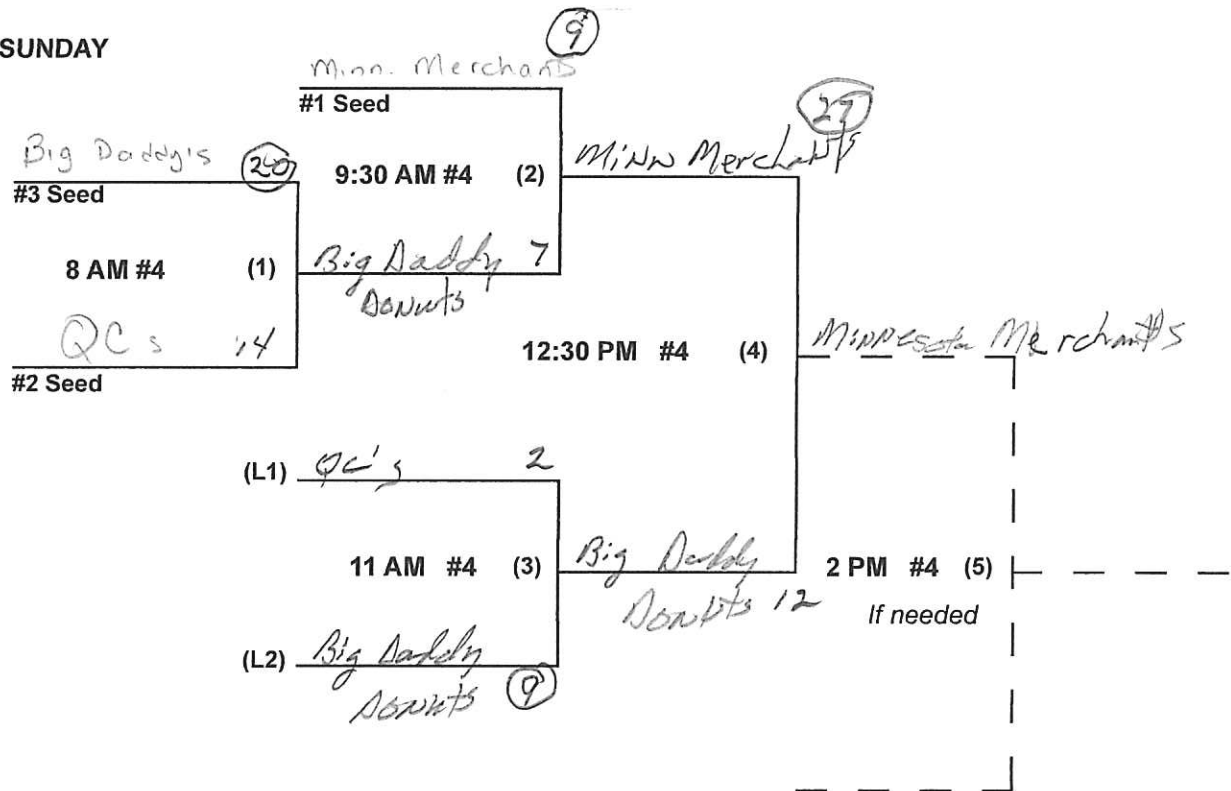 SUNDAY
9
Minn. Merchants
#1 Seed
27
Big Daddy's 20
#3 Seed
9:30 AM #4 (2)
Minn Merchants
8 AM #4 (1)
Big Daddy 7
Donuts
QCs 14
#2 Seed
12:30 PM #4 (4)
Minnesota Merchants
(L1) QC's 2
11 AM #4 (3)
Big Daddy
Donuts 12
2 PM #4 (5)
If needed
(L2) Big Daddy
Donuts 9